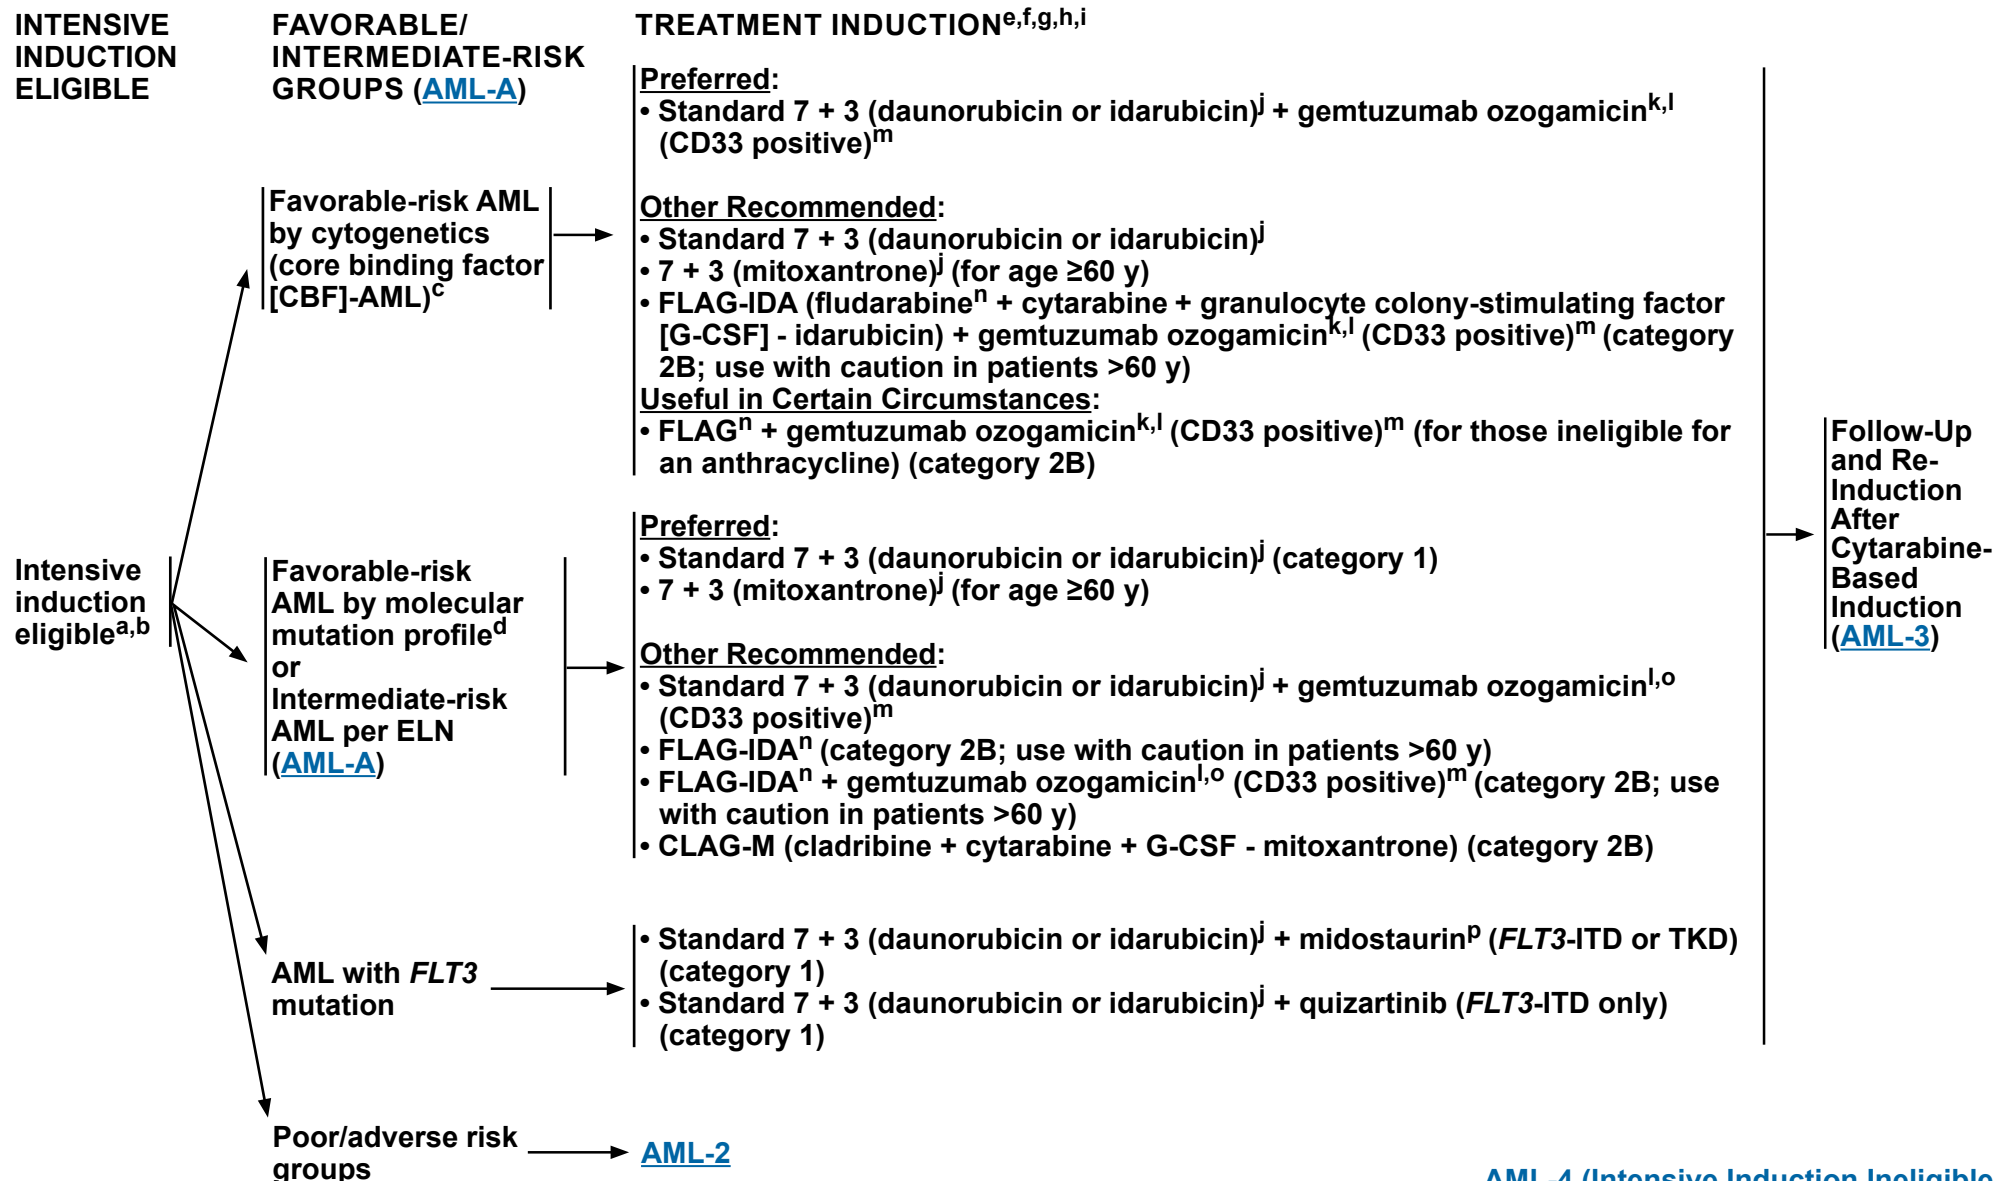 INTENSIVE
INDUCTION
ELIGIBLE
FAVORABLE/
INTERMEDIATE-RISK
GROUPS (AML-A)
TREATMENT INDUCTIONe,f,g,h,i
Intensive
induction
eligiblea,b
Favorable-risk AML
by cytogenetics
(core binding factor
[CBF]-AML)c
Preferred:
• Standard 7 + 3 (daunorubicin or idarubicin)j + gemtuzumab ozogamicink,l
(CD33 positive)m
Other Recommended:
• Standard 7 + 3 (daunorubicin or idarubicin)j
• 7 + 3 (mitoxantrone)j (for age ≥60 y)
• FLAG-IDA (fludarabinen + cytarabine + granulocyte colony-stimulating factor
[G-CSF] - idarubicin) + gemtuzumab ozogamicink,l (CD33 positive)m (category
2B; use with caution in patients >60 y)
Useful in Certain Circumstances:
• FLAGn + gemtuzumab ozogamicink,l (CD33 positive)m (for those ineligible for
an anthracycline) (category 2B)
Favorable-risk
AML by molecular
mutation profiled
or
Intermediate-risk
AML per ELN
(AML-A)
Preferred:
• Standard 7 + 3 (daunorubicin or idarubicin)j (category 1)
• 7 + 3 (mitoxantrone)j (for age ≥60 y)
Other Recommended:
• Standard 7 + 3 (daunorubicin or idarubicin)j + gemtuzumab ozogamicinl,o
(CD33 positive)m
• FLAG-IDAn (category 2B; use with caution in patients >60 y)
• FLAG-IDAn + gemtuzumab ozogamicinl,o (CD33 positive)m (category 2B; use
with caution in patients >60 y)
• CLAG-M (cladribine + cytarabine + G-CSF - mitoxantrone) (category 2B)
AML with FLT3
mutation
• Standard 7 + 3 (daunorubicin or idarubicin)j + midostaurinp (FLT3-ITD or TKD)
(category 1)
• Standard 7 + 3 (daunorubicin or idarubicin)j + quizartinib (FLT3-ITD only)
(category 1)
Poor/adverse risk
groups
AML-2
Follow-Up
and Re-
Induction
After
Cytarabine-
Based
Induction
(AML-3)
AML-4 (Intensive Induction Ineligible